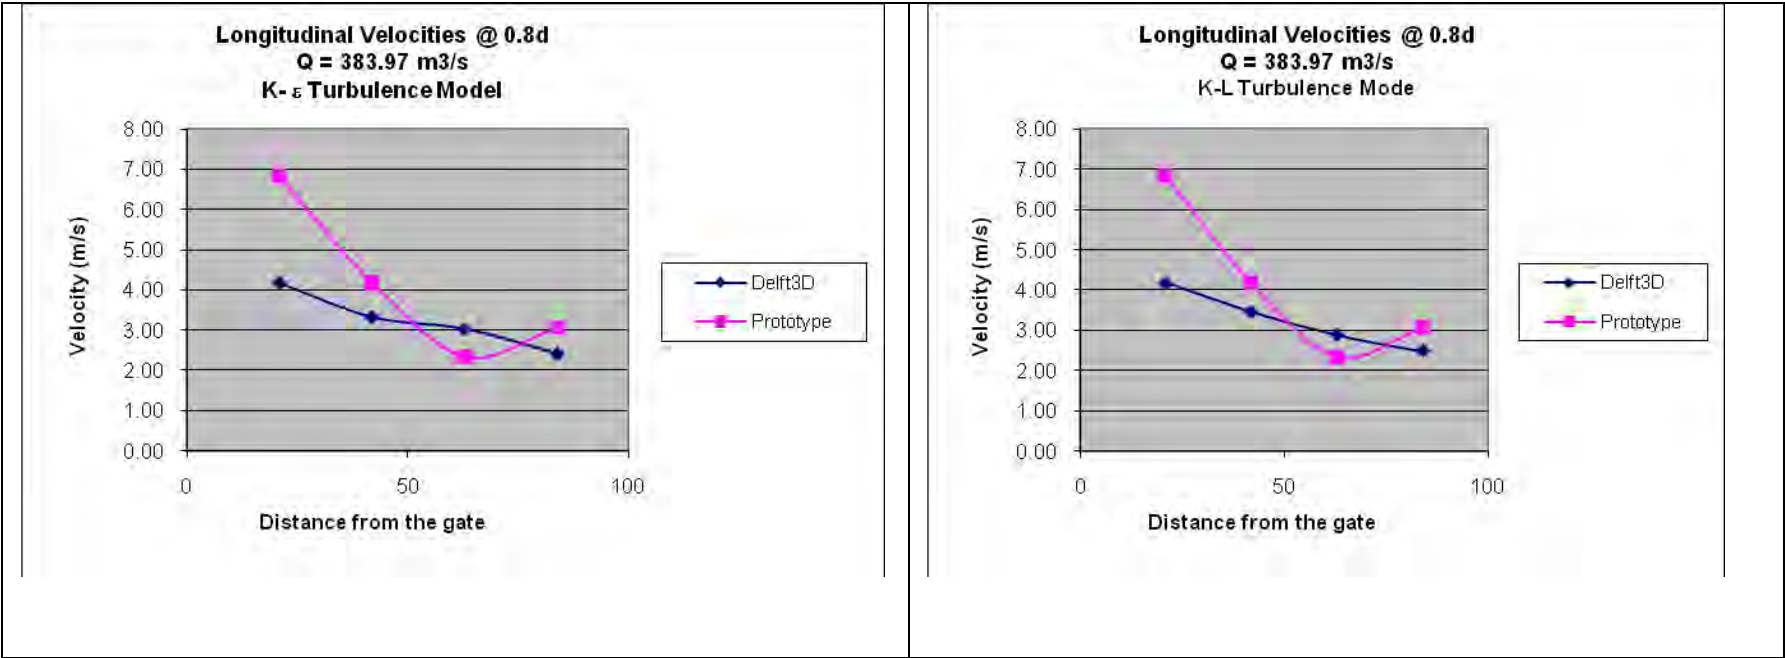 Longitudinal Velocities @ 0.8d
Q = 383.97 m3/s
K- ε Turbulence Model
8.00
7.00
6.00
5.00
4.00
3.00
2.00
1.00
0.00
Velocity (m/s)
0 50 100
Distance from the gate
Delft3D
Prototype
Longitudinal Velocities @ 0.8d
Q = 383.97 m3/s
K-L Turbulence Mode
8.00
7.00
6.00
5.00
4.00
3.00
2.00
1.00
0.00
Velocity (m/s)
0 50 100
Distance from the gate
Delft3D
Prototype